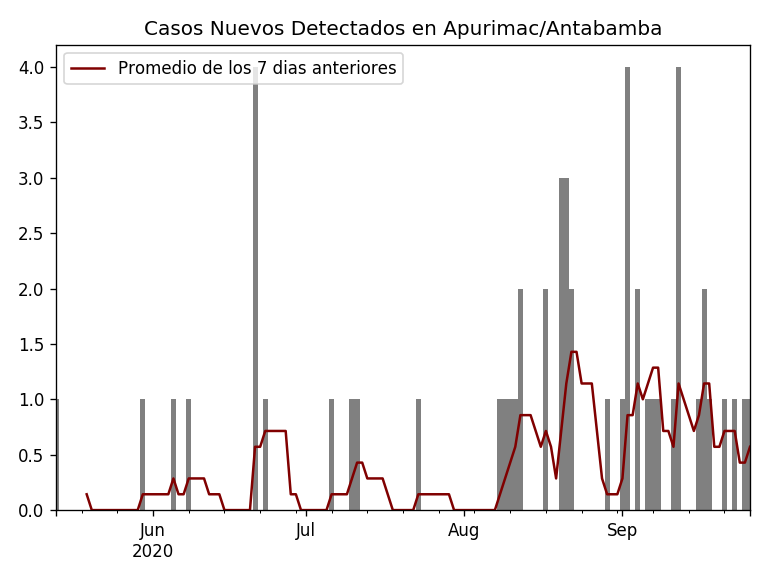 Casos Nuevos Detectados en Apurimac/Antabamba
Promedio de los 7 dias anteriores
4.0
3.5
3.0
2.5
2.0
1.5
1.0
0.5
0.0
Jun
2020
Jul
Aug
Sep